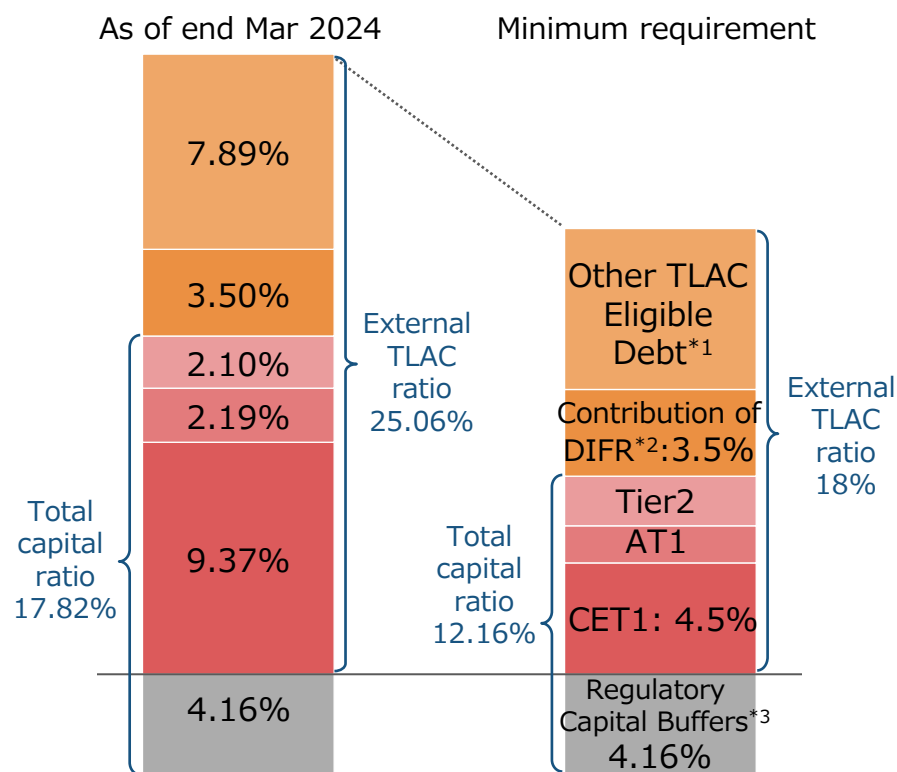 As of end Mar 2024
7.89%
3.50%
2.10%
2.19%
9.37%
4.16%
External
TLAC
ratio
25.06%
Total
capital
ratio
17.82%
Minimum requirement
Other TLAC
Eligible
Debt*1
Contribution of
DIFR*2:3.5%
Tier2
AT1
CET1: 4.5%
Regulatory
Capital Buffers*3
4.16%
External
TLAC
ratio
18%
Total
capital
ratio
12.16%